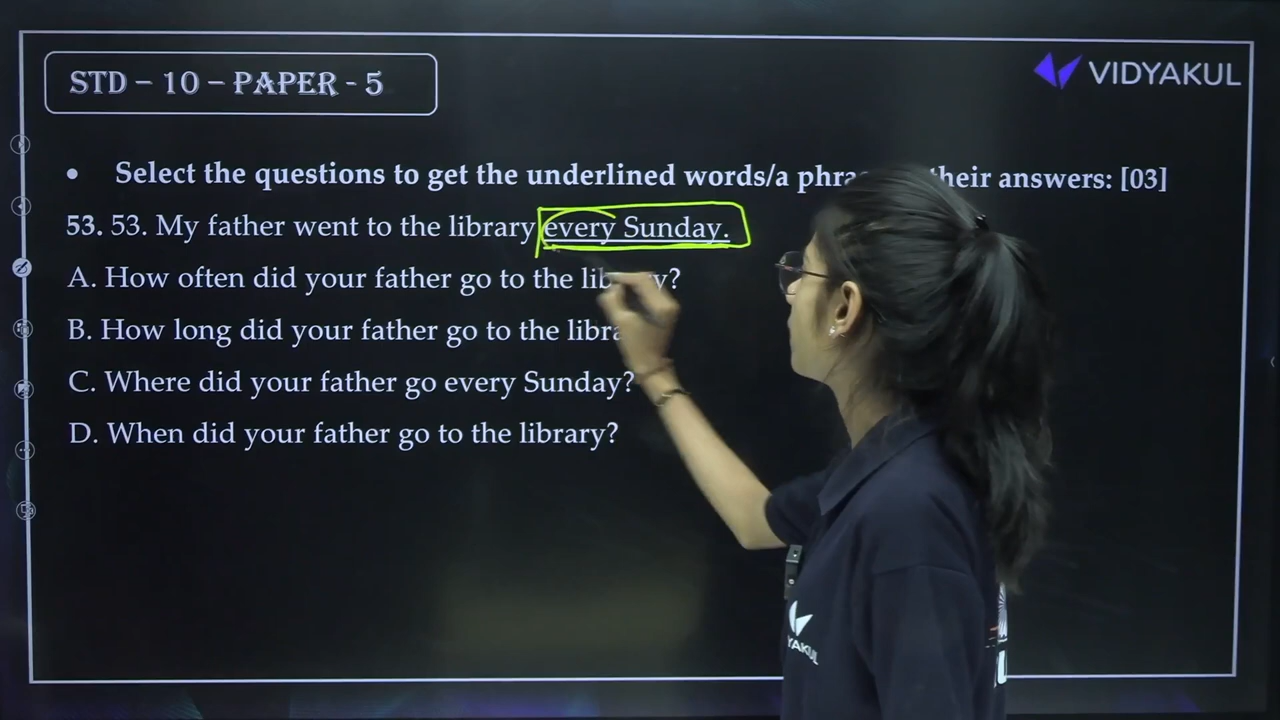 STD – 10 – PAPER - 5
VIDYAKUL
• Select the questions to get the underlined words/a their answers: [03]
53. 53. My father went to the library every Sunday.
A. How often did your father go to the library?
B. How long did your father go to the
C. Where did your father go every Sunday?
D. When did your father go to the library?
YAKUL